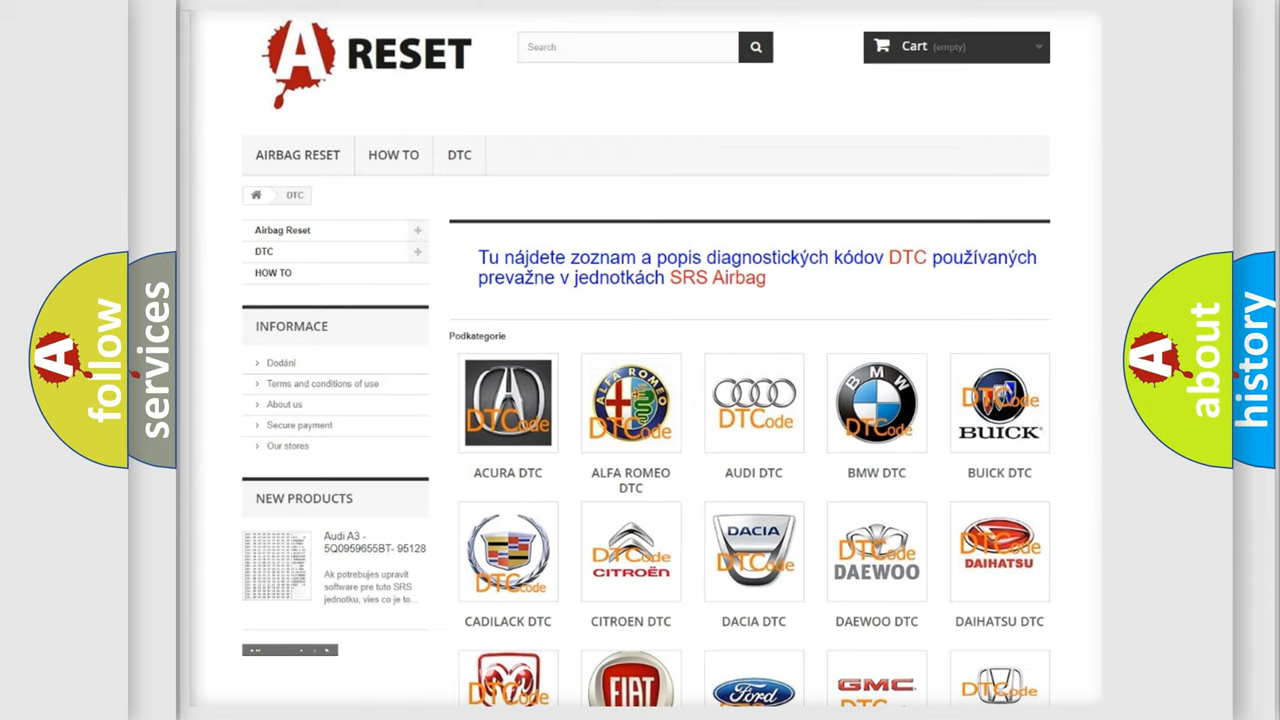 A RESET
Search
Cart (empty)
AIRBAG RESET
HOW TO
DTC
DTC
Airbag Reset
DTC
HOW TO
Tu nájdete zoznam a popis diagnostických kódov DTC používaných
prevažne v jednotkách SRS Airbag
INFORMACE
Dodání
Terms and conditions of use
About us
Secure payment
Our stores
NEW PRODUCTS
Audi A3 -
5Q0959655BT- 95128
Ak potrebujes upravit
software pre tuto SRS
jednotku, vies co je to...
Podkategorie
DTCode
ALFA ROMEO
DTCode
DTCode
BMW
DTCode
DTCode
BUICK
ACURA DTC
ALFA ROMEO
DTC
AUDI DTC
BMW DTC
BUICK DTC
DTCode
DTCode
CITROËN
DACIA
DTCode
DTCode
DAEWOO
DTCode
DAIHATSU
CADILACK DTC
CITROEN DTC
DACIA DTC
DAEWOO DTC
DAIHATSU DTC
DTCode
FIAT
Ford
GMC
DTCode
A follow
services
A about
history